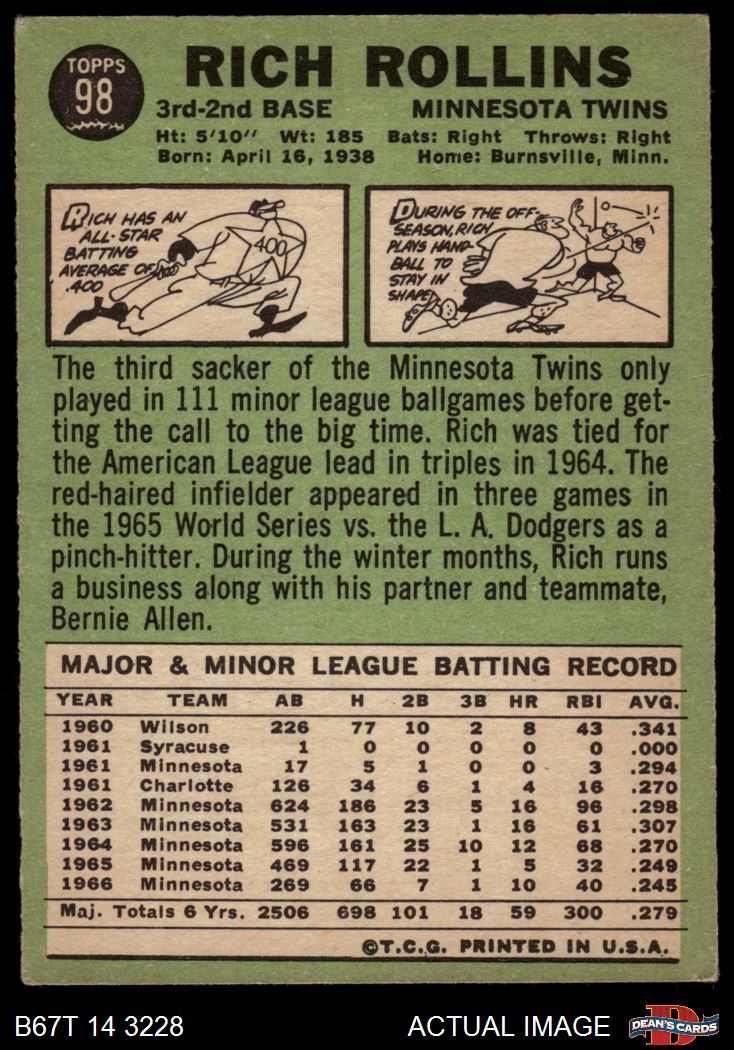 TOPPS
98
RICH ROLLINS
3rd-2nd BASE MINNESOTA TWINS
Ht: 5'10" Wt: 185 Bats: Right Throws: Right
Born: April 16, 1938 Home: Burnsville, Minn.
RICH HAS AN
ALL-STAR
BATTING
AVERAGE OF
.400
400
DURING THE OFF-
SEASON, RICH
PLAYS HAND-
BALL TO
STAY IN
SHAPE
The third sacker of the Minnesota Twins only
played in 111 minor league ballgames before get-
ting the call to the big time. Rich was tied for
the American League lead in triples in 1964. The
red-haired infielder appeared in three games in
the 1965 World Series vs. the L. A. Dodgers as a
pinch-hitter. During the winter months, Rich runs
a business along with his partner and teammate,
Bernie Allen.
MAJOR & MINOR LEAGUE BATTING RECORD
YEAR TEAM AB H 2B 3B HR RBI AVG.
1960 Wilson 226 77 10 2 8 43 .341
1961 Syracuse 1 0 0 0 0 0 .000
1961 Minnesota 17 5 1 0 0 3 .294
1961 Charlotte 126 34 6 1 4 16 .270
1962 Minnesota 624 186 23 5 16 96 .298
1963 Minnesota 531 163 23 1 16 61 .307
1964 Minnesota 596 161 25 10 12 68 .270
1965 Minnesota 469 117 22 1 5 32 .249
1966 Minnesota 269 66 7 1 10 40 .245
Maj. Totals 6 Yrs. 2506 698 101 18 59 300 .279
©T.C.G. PRINTED IN U.S.A.
B67T 14 3228 ACTUAL IMAGE
DEAN'S CARDS